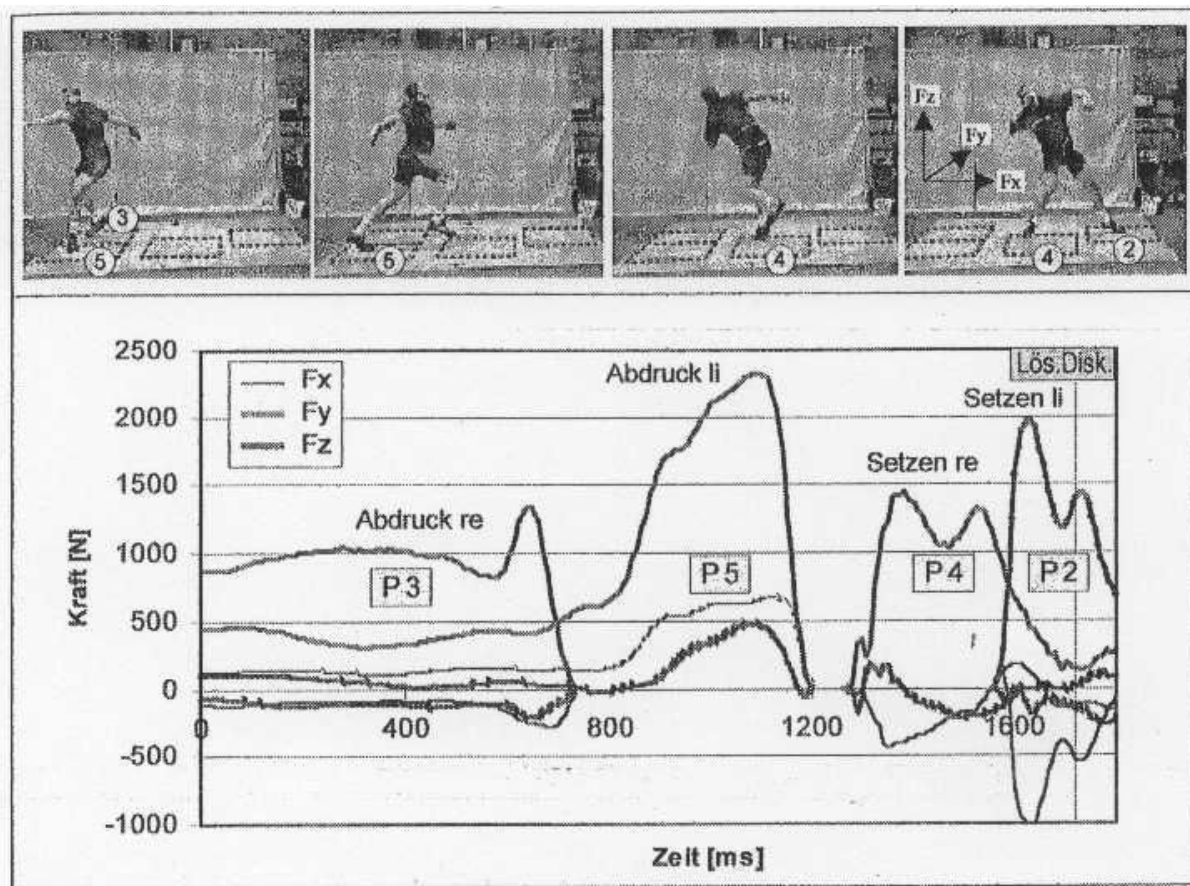 Fz
Fy
Fx
3
5
5
4
4
2
2500
2000
1500
1000
500
0
-500
-1000
Kraft [N]
Fx
Fy
Fz
Abdruck re
Abdruck li
Setzen re
Lös.Disk.
Setzen li
P3
P5
P4
P2
0
400
800
1200
1600
Zeit [ms]